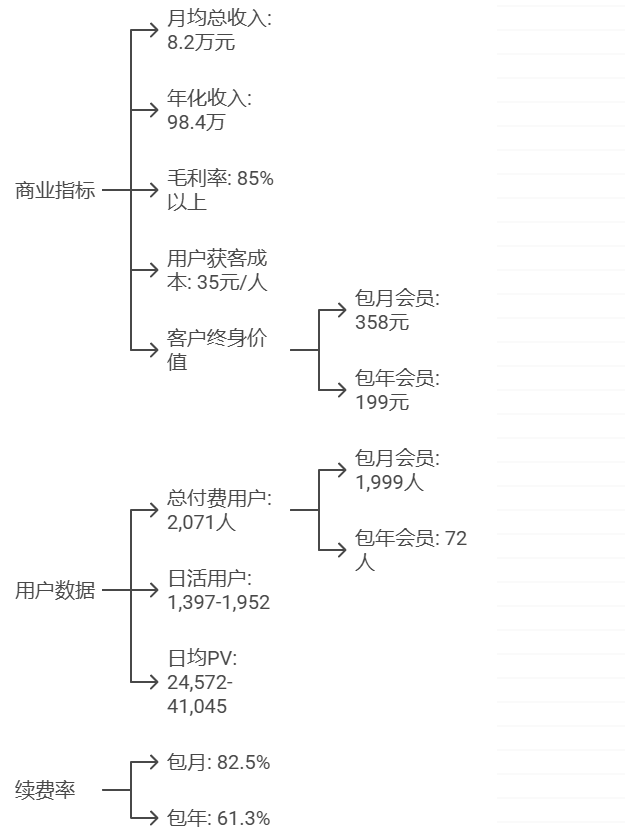 商业指标
月均总收入:
8.2万元
年化收入:
98.4万
毛利率: 85%
以上
用户获客成
本: 35元/人
客户终身价
值
包月会员:
358元
包年会员:
199元
用户数据
总付费用户:
2,071人
包月会员:
1,999人
包年会员: 72
人
日活用户:
1,397-1,952
日均PV:
24,572-
41,045
续费率
包月: 82.5%
包年: 61.3%